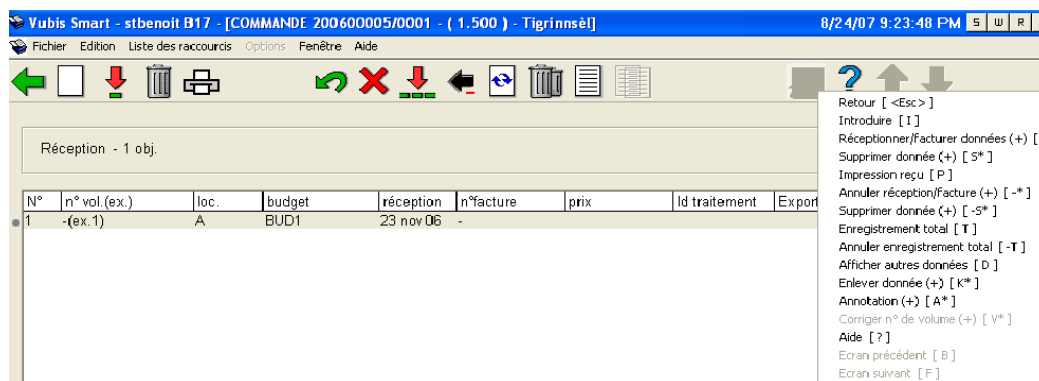 Vubis Smart - stbenoit B17 - [COMMANDE 200600005/0001 - ( 1.500 ) - Tigrinnsèl] 8/24/07 9:23:48 PM S W R
Fichier Edition Liste des raccourcis Options Fenêtre Aide
Réception - 1 obj.
N° n° vol.(ex.) loc. budget réception n°facture prix Id traitement Export
1 -(ex.1) A BUD1 23 nov 06 -
Retour [ <Esc> ]
Introduire [ I ]
Réceptionner/facturer données (+) [
Supprimer donnée (+) [ S* ]
Impression reçu [ P ]
Annuler réception/facture (+) [ -* ]
Supprimer donnée (+) [ -S* ]
Enregistrement total [ T ]
Annuler enregistrement total [ -T ]
Afficher autres données [ D ]
Enlever donnée (+) [ K* ]
Annotation (+) [ A* ]
Corriger n° de volume (+) [ V* ]
Aide [ ? ]
Ecran précédent [ B ]
Ecran suivant [ F ]